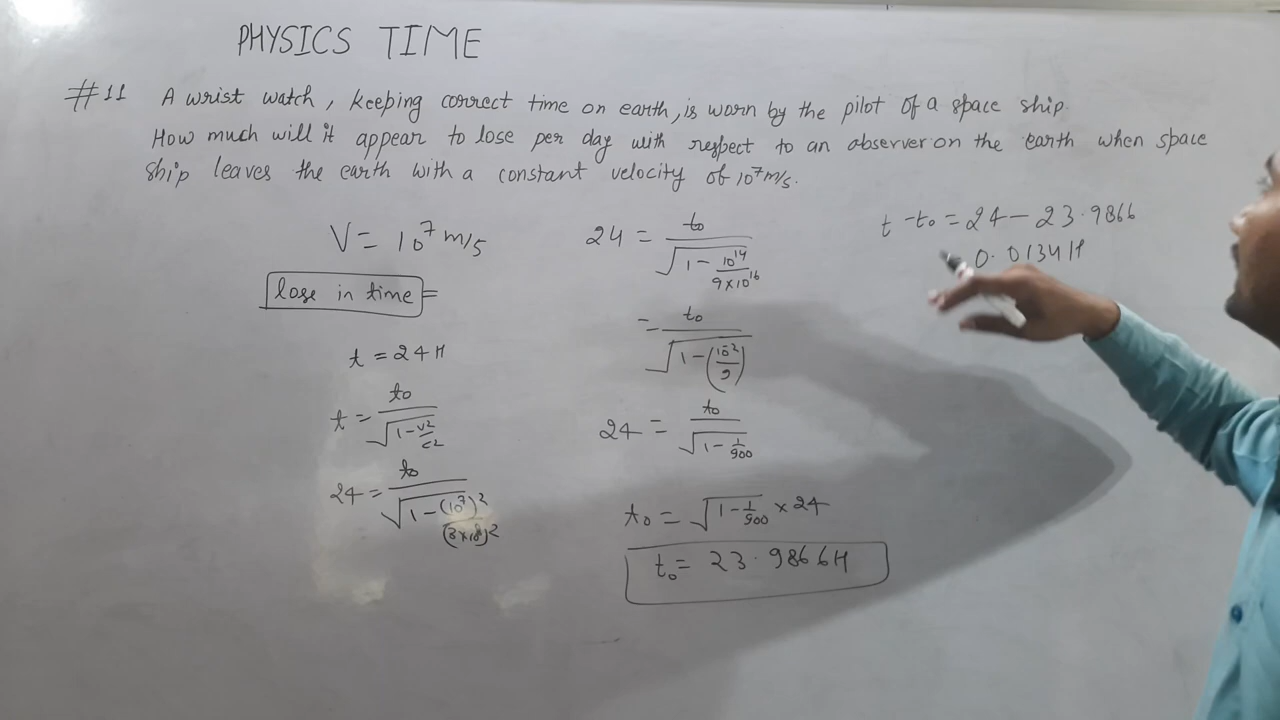 PHYSICS TIME
#11 A wrist watch, keeping correct time on earth, is worn by the pilot of a space ship.
How much will it appear to lose per day with respect to an observer on the earth when space
ship leaves the earth with a constant velocity of 10⁷ m/s.
V = 10⁷ m/s
lose in time =
t = 24 H
t = t₀ / √(1 - v²/c²)
24 = t₀ / √(1 - (10⁷)² / (3×10⁸)²)
24 = t₀ / √(1 - 10¹⁴ / 9×10¹⁶)
= t₀ / √(1 - (10⁻² / 9))
24 = t₀ / √(1 - 1/900)
t₀ = √(1 - 1/900) × 24
t₀ = 23.9866 H
t - t₀ = 24 - 23.9866
0.0134 H